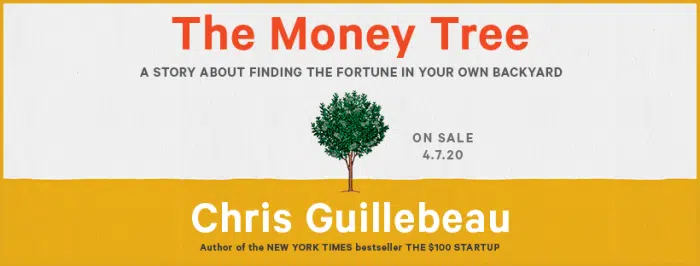 The Money Tree
A STORY ABOUT FINDING THE FORTUNE IN YOUR OWN BACKYARD
ON SALE
4.7.20
Chris Guillebeau
Author of the NEW YORK TIMES bestseller THE $100 STARTUP